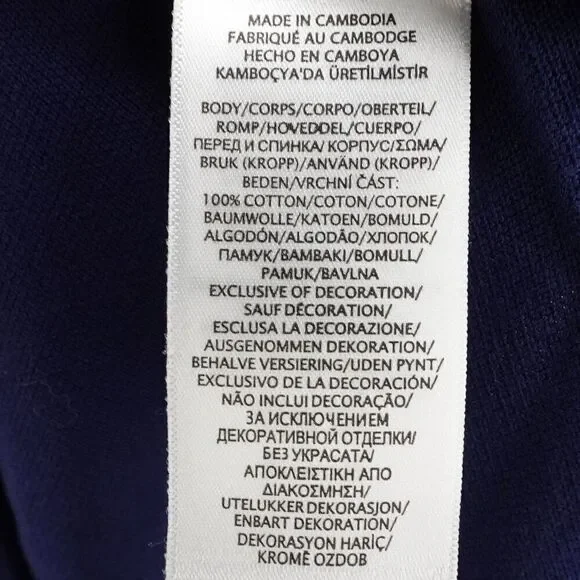 MADE IN CAMBODIA
FABRIQUÉ AU CAMBODGE
HECHO EN CAMBOYA
KAMBOÇYA'DA ÜRETİLMİSTİR
BODY/CORPS/CORPO/OBERTEIL/
ROMP/HOVEDDEL/CUERPO/
ПЕРЕД И СПИНКА/ КОРПУС/ΣΩΜΑ/
BRUK (KROPP)/ANVÄND (KROPP)/
BEDEN/VRCHNÍ ČÁST:
100% COTTON/COTON/COTONE/
BAUMWOLLE/KATOEN/BOMULD/
ALGODÓN/ALGODÃO/ХЛОПОК/
ПАМУК/BAMBAKI/BOMULL/
PAMUK/BAVLNA
EXCLUSIVE OF DECORATION/
SAUF DÉCORATION/
ESCLUSA LA DECORAZIONE/
AUSGENOMMEN DEKORATION/
BEHALVE VERSIERING/UDEN PYNT/
EXCLUSIVO DE LA DECORACIÓN/
NÃO INCLUI DECORAÇÃO/
ЗА ИСКЛЮЧЕНИЕМ
ДЕКОРАТИВНОЙ ОТДЕЛКИ/
БЕЗ УКРАСАТА/
ΑΠΟΚΛΕΙΣΤΙΚΗ ΑΠΟ
ΔΙΑΚΟΣΜΗΣΗ/
UTELUKKER DEKORASJON/
ENBART DEKORATION/
DEKORASYON HARİÇ/
KROMĚ OZDOB